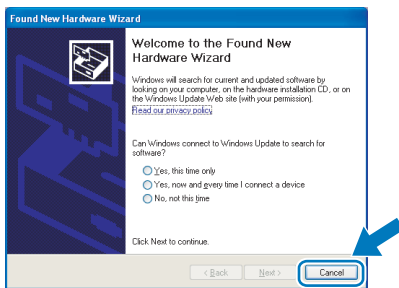 Found New Hardware Wizard
Welcome to the Found New
Hardware Wizard
Windows will search for current and updated software by
looking on your computer, on the hardware installation CD, or on
the Windows Update Web site (with your permission).
Read our privacy policy
Can Windows connect to Windows Update to search for
software?
Yes, this time only
Yes, now and every time I connect a device
No, not this time
Click Next to continue.
< Back Next > Cancel